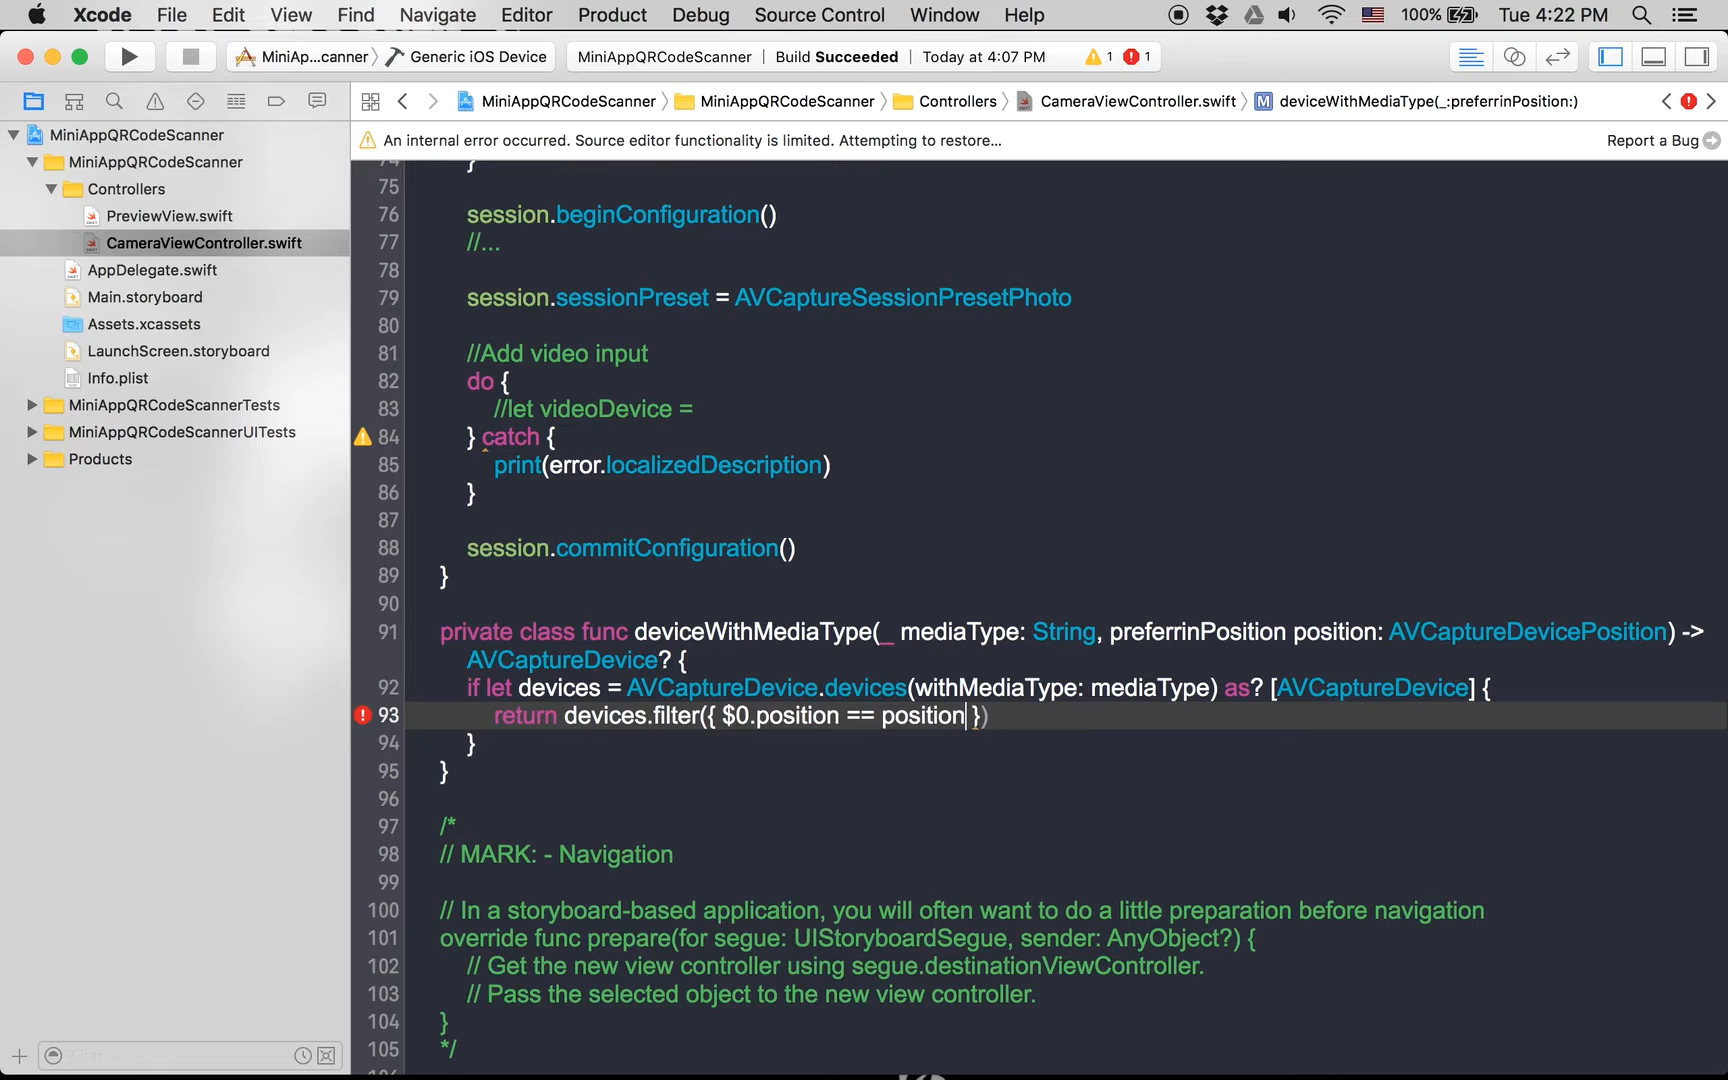 Xcode File Edit View Find Navigate Editor Product Debug Source Control Window Help 100% Tue 4:22 PM
MiniAp...canner Generic iOS Device MiniAppQRCodeScanner | Build Succeeded | Today at 4:07 PM 1 1
MiniAppQRCodeScanner MiniAppQRCodeScanner Controllers CameraViewController.swift M deviceWithMediaType(_:preferrinPosition:)
An internal error occurred. Source editor functionality is limited. Attempting to restore... Report a Bug
MiniAppQRCodeScanner
MiniAppQRCodeScanner
Controllers
PreviewView.swift
CameraViewController.swift
AppDelegate.swift
Main.storyboard
Assets.xcassets
LaunchScreen.storyboard
Info.plist
MiniAppQRCodeScannerTests
MiniAppQRCodeScannerUITests
Products
74 }
75
76 session.beginConfiguration()
77 //...
78
79 session.sessionPreset = AVCaptureSessionPresetPhoto
80
81 //Add video input
82 do {
83 //let videoDevice =
84 } catch {
85 print(error.localizedDescription)
86 }
87
88 session.commitConfiguration()
89 }
90
91 private class func deviceWithMediaType(_ mediaType: String, preferrinPosition position: AVCaptureDevicePosition) ->
AVCaptureDevice? {
92 if let devices = AVCaptureDevice.devices(withMediaType: mediaType) as? [AVCaptureDevice] {
93 return devices.filter({ $0.position == position })
94 }
95 }
96
97 /*
98 // MARK: - Navigation
99
100 // In a storyboard-based application, you will often want to do a little preparation before navigation
101 override func prepare(for segue: UIStoryboardSegue, sender: AnyObject?) {
102 // Get the new view controller using segue.destinationViewController.
103 // Pass the selected object to the new view controller.
104 }
105 */